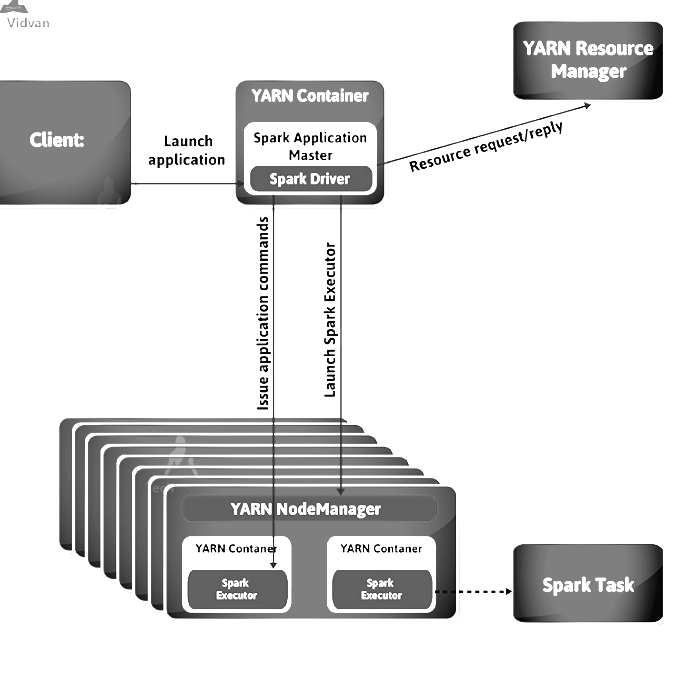 Vidvan
YARN Resource
Manager
YARN Container
Client:
Launch
application
Spark Application
Master
Spark Driver
Resource request/reply
Issue application commands
Launch Spark Executor
YARN NodeManager
YARN Contaner
YARN Contaner
Spark
Executor
Spark
Executor
Spark Task